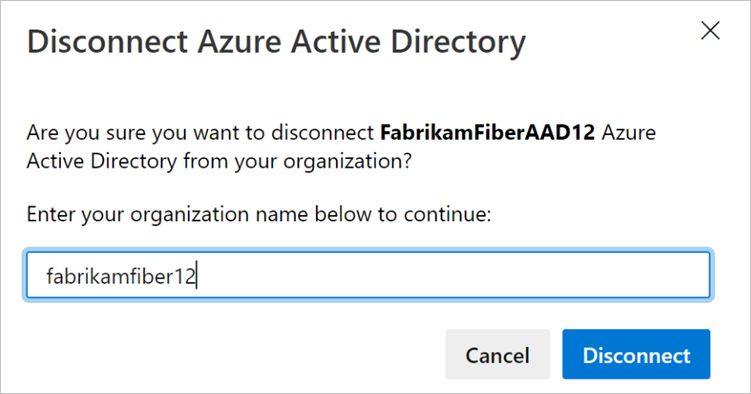 Disconnect Azure Active Directory
Are you sure you want to disconnect FabrikamFiberAAD12 Azure
Active Directory from your organization?
Enter your organization name below to continue:
fabrikamfiber12
Cancel
Disconnect